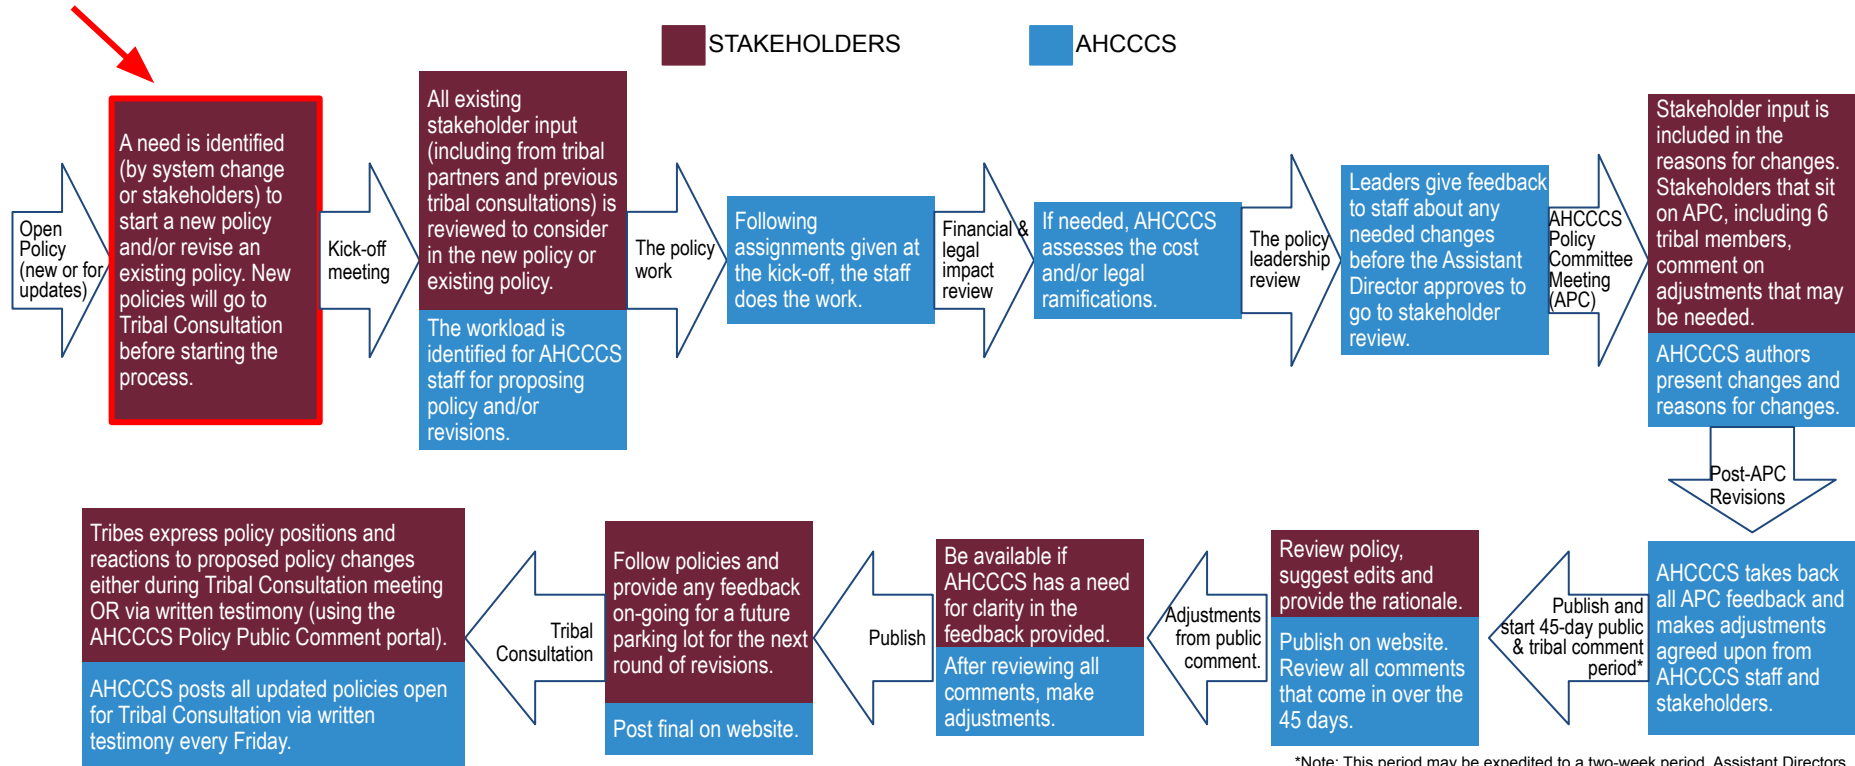 STAKEHOLDERS
AHCCCS
Open
Policy
(new or for
updates)
A need is identified
(by system change
or stakeholders) to
start a new policy
and/or revise an
existing policy. New
policies will go to
Tribal Consultation
before starting the
process.
Kick-off
meeting
All existing
stakeholder input
(including from tribal
partners and previous
tribal consultations) is
reviewed to consider
in the new policy or
existing policy.
The workload is
identified for AHCCCS
staff for proposing
policy and/or
revisions.
The policy
work
Following
assignments given at
the kick-off, the staff
does the work.
Financial &
legal
impact
review
If needed, AHCCCS
assesses the cost
and/or legal
ramifications.
The policy
leadership
review
Leaders give feedback
to staff about any
needed changes
before the Assistant
Director approves to
go to stakeholder
review.
AHCCCS
Policy
Committee
Meeting
(APC)
Stakeholder input is
included in the
reasons for changes.
Stakeholders that sit
on APC, including 6
tribal members,
comment on
adjustments that may
be needed.
AHCCCS authors
present changes and
reasons for changes.
Post-APC
Revisions
AHCCCS takes back
all APC feedback and
makes adjustments
agreed upon from
AHCCCS staff and
stakeholders.
Publish and
start 45-day public
& tribal comment
period*
Review policy,
suggest edits and
provide the rationale.
Publish on website.
Review all comments
that come in over the
45 days.
Adjustments
from public
comment.
Be available if
AHCCCS has a need
for clarity in the
feedback provided.
After reviewing all
comments, make
adjustments.
Publish
Follow policies and
provide any feedback
on-going for a future
parking lot for the next
round of revisions.
Post final on website.
Tribal
Consultation
Tribes express policy positions and
reactions to proposed policy changes
either during Tribal Consultation meeting
OR via written testimony (using the
AHCCCS Policy Public Comment portal).
AHCCCS posts all updated policies open
for Tribal Consultation via written
testimony every Friday.
*Note: This period may be expedited to a two-week period. Assistant Directors